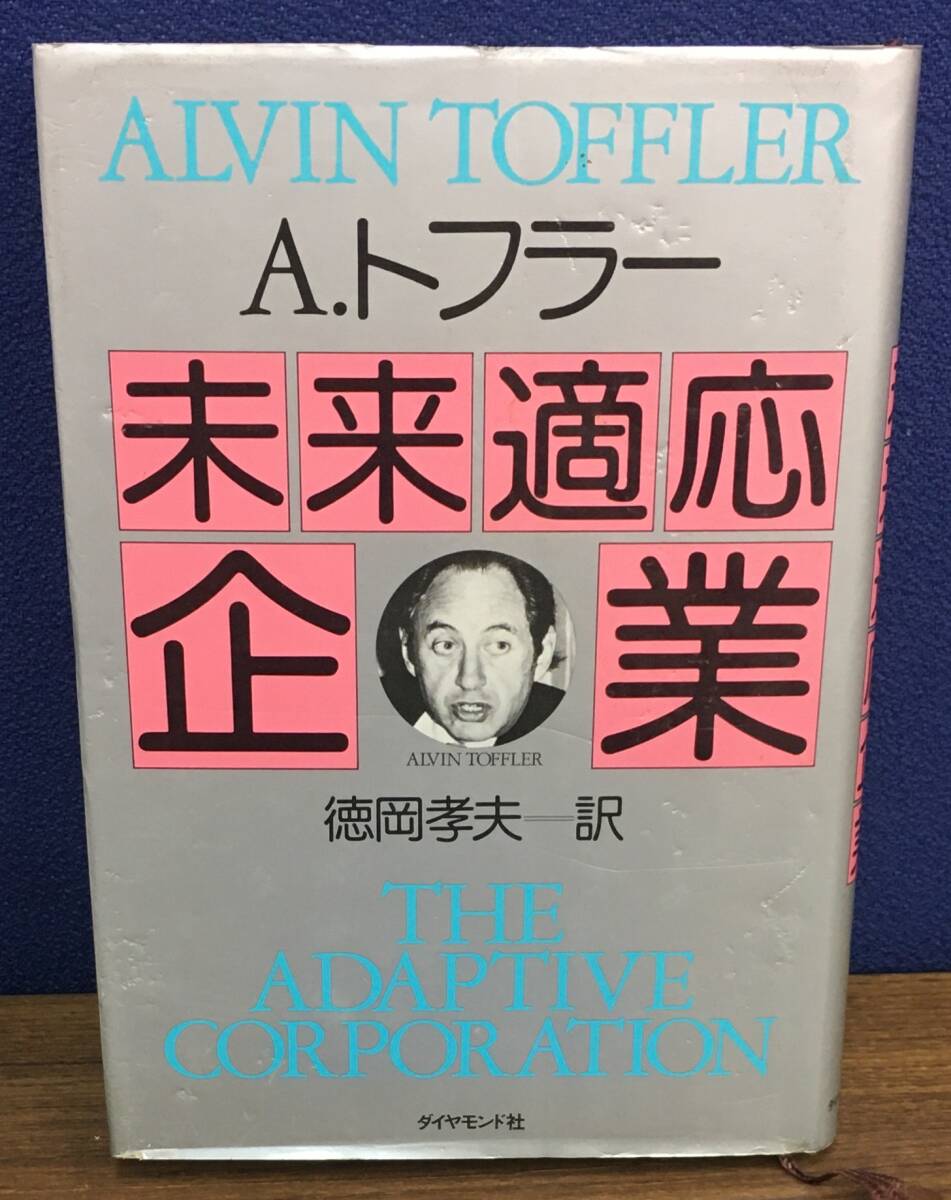 ALVIN TOFFLER
A.トフラー
未来適応
企業
ALVIN TOFFLER
徳岡孝夫＝訳
THE
ADAPTIVE
CORPORATION
ダイヤモンド社